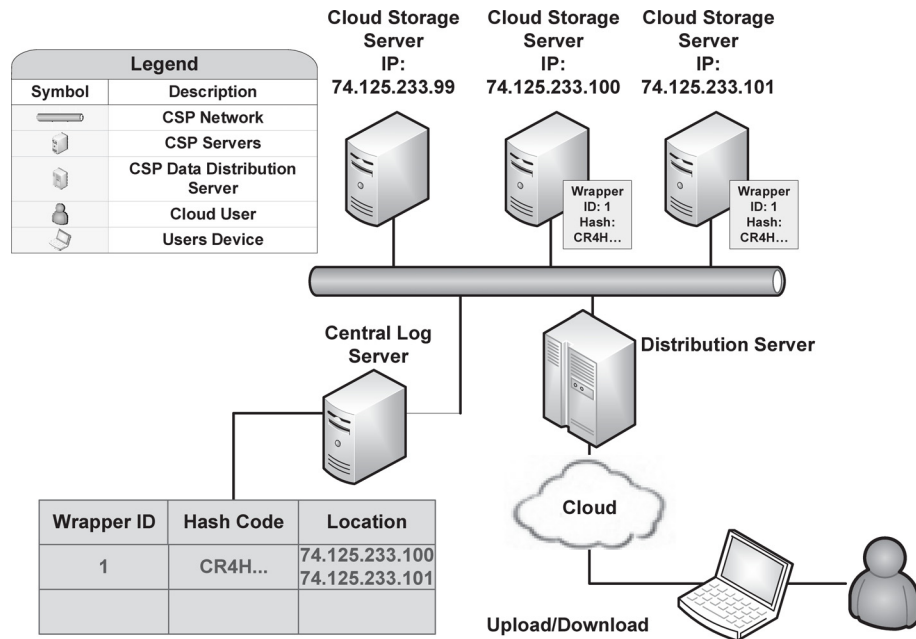 Cloud Storage
Server
IP:
74.125.233.99
Cloud Storage
Server
IP:
74.125.233.100
Cloud Storage
Server
IP:
74.125.233.101
Legend
Symbol Description
CSP Network
CSP Servers
CSP Data Distribution
Server
Cloud User
Users Device
Wrapper
ID: 1
Hash:
CR4H...
Wrapper
ID: 1
Hash:
CR4H...
Central Log
Server
Distribution Server
Cloud
Wrapper ID Hash Code Location
1 CR4H... 74.125.233.100
74.125.233.101
Upload/Download